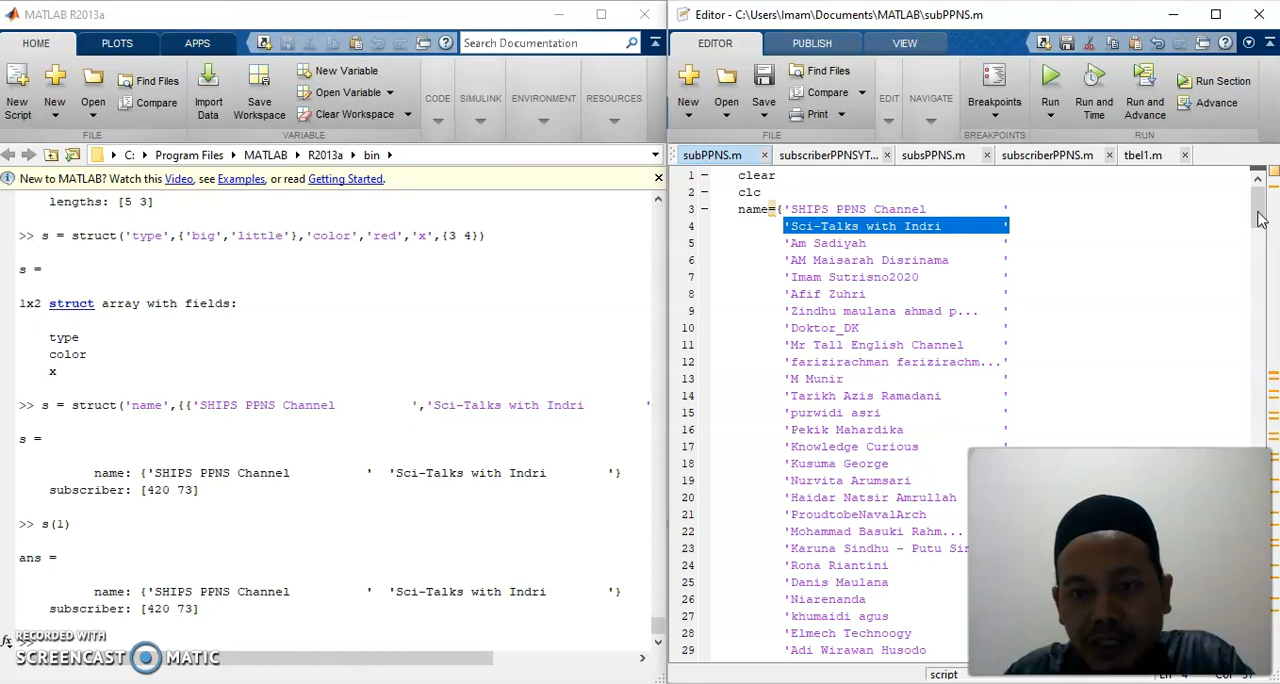 MATLAB R2013a
HOME PLOTS APPS
Search Documentation
New Script
New
Open
Find Files
Compare
Import Data
Save Workspace
New Variable
Open Variable
Clear Workspace
CODE SIMULINK ENVIRONMENT RESOURCES
FILE VARIABLE
C: Program Files MATLAB R2013a bin
New to MATLAB? Watch this Video, see Examples, or read Getting Started.
lengths: [5 3]
>> s = struct('type',{'big','little'},'color','red','x',{3 4})
s =
1x2 struct array with fields:
type
color
x
>> s = struct('name',{{'SHIPS PPNS Channel ','Sci-Talks with Indri '
s =
name: {'SHIPS PPNS Channel ' 'Sci-Talks with Indri '}
subscriber: [420 73]
>> s(1)
ans =
name: {'SHIPS PPNS Channel ' 'Sci-Talks with Indri '}
subscriber: [420 73]
fx >>
RECORDED WITH
SCREENCAST MATIC
Editor - C:\Users\Imam\Documents\MATLAB\subPPNS.m
EDITOR PUBLISH VIEW
New Open Save
Find Files
Compare
Print
EDIT NAVIGATE
Breakpoints
Run
Run and Time
Run and Advance
Run Section
Advance
FILE BREAKPOINTS RUN
subPPNS.m subscriberPPNSYT... subsPPNS.m subscriberPPNS.m tbel1.m
1 clear
2 clc
3 name={'SHIPS PPNS Channel '
4 'Sci-Talks with Indri '
5 'Am Sadiyah '
6 'AM Maisarah Disrinama '
7 'Imam Sutrisno2020 '
8 'Afif Zuhri '
9 'Zindhu maulana ahmad p... '
10 'Doktor_DK '
11 'Mr Tall English Channel '
12 'farizirachman farizirachm...'
13 'M Munir '
14 'Tarikh Azis Ramadani '
15 'purwidi asri '
16 'Pekik Mahardika '
17 'Knowledge Curious '
18 'Kusuma George
19 'Nurvita Arumsari
20 'Haidar Natsir Amrullah
21 'ProudtobeNavalArch
22 'Mohammad Basuki Rahm...
23 'Karuna Sindhu - Putu
24 'Rona Riantini
25 'Danis Maulana
26 'Niarenanda
27 'khumaidi agus
28 'Elmech Technoogy
29 'Adi Wirawan Husodo
script